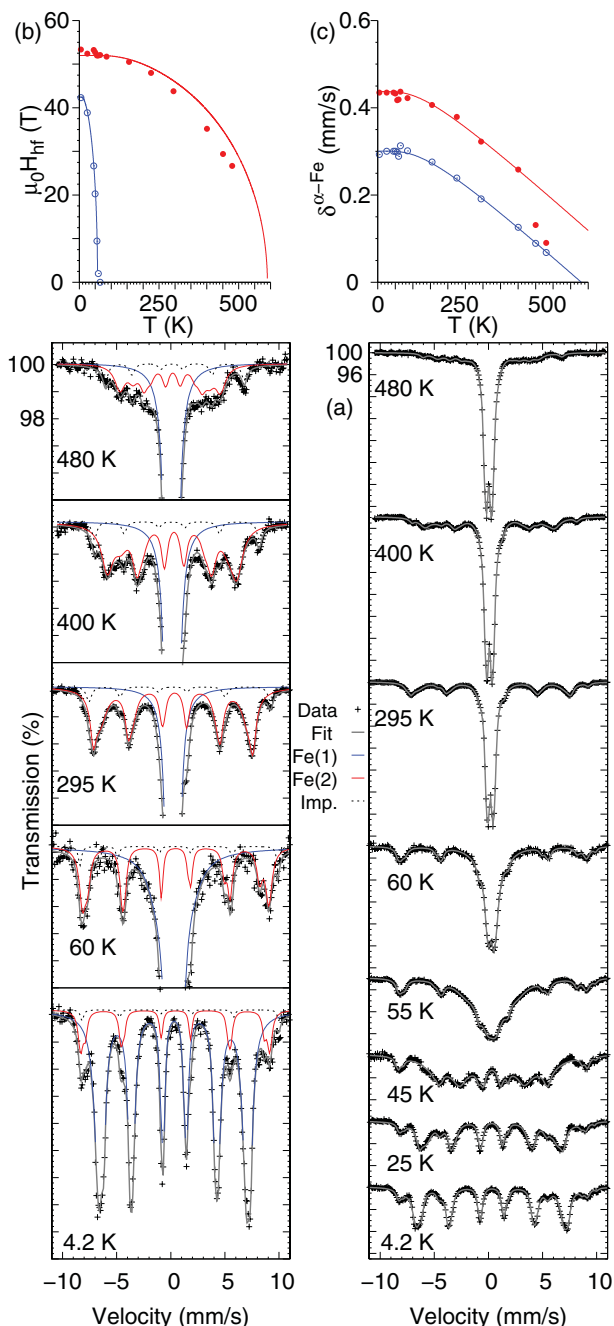 (b)
60
40
20
0
μ₀H_hf (T)
0
250
500
T (K)
(c)
0.6
0.4
0.2
0
δ^α−Fe (mm/s)
0
250
500
T (K)
100
98
480 K
400 K
295 K
60 K
4.2 K
Transmission (%)
−10
−5
0
5
10
Velocity (mm/s)
Data
Fit
Fe(1)
Fe(2)
Imp.
100
96
(a)
480 K
400 K
295 K
60 K
55 K
45 K
25 K
4.2 K
−10
−5
0
5
10
Velocity (mm/s)